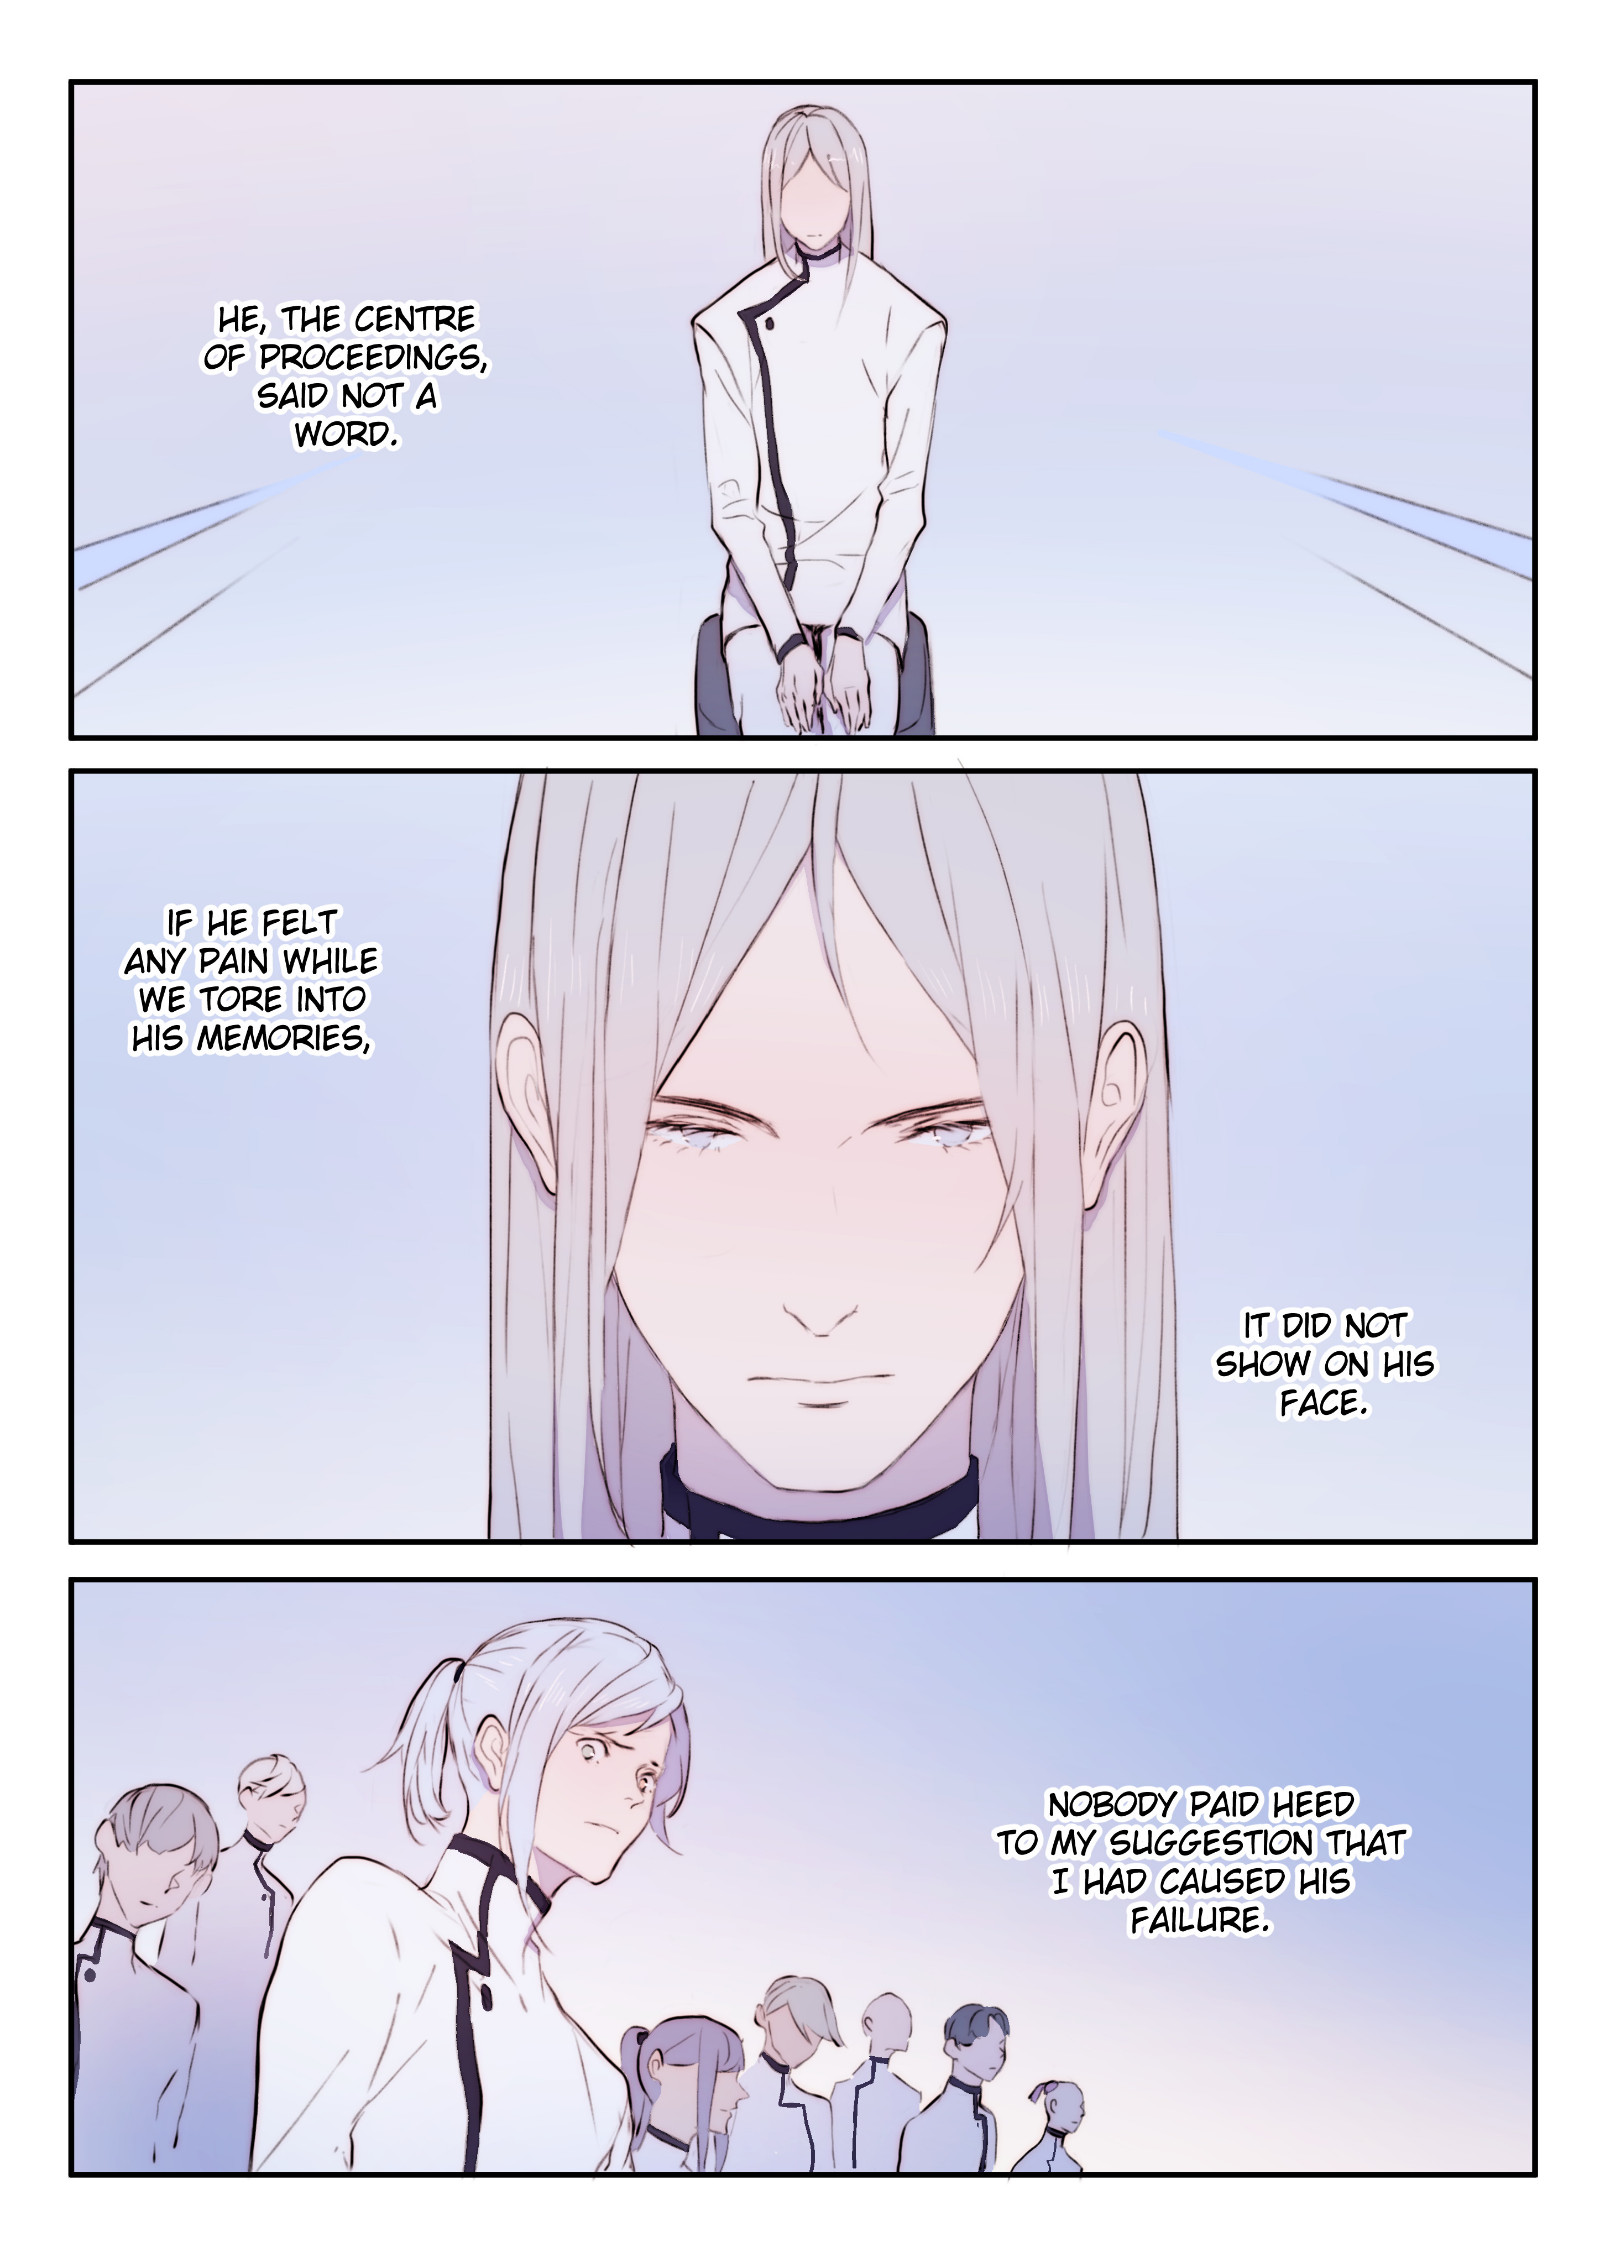 HE, THE CENTRE
OF PROCEEDINGS,
SAID NOT A
WORD.
IF HE FELT
ANY PAIN WHILE
WE TORE INTO
HIS MEMORIES,
IT DID NOT
SHOW ON HIS
FACE.
NOBODY PAID HEED
TO MY SUGGESTION THAT
I HAD CAUSED HIS
FAILURE.